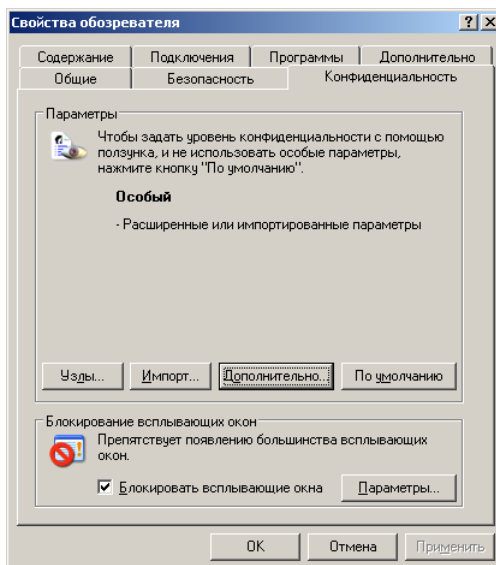 Свойства обозревателя
Содержание Подключения Программы Дополнительно
Общие Безопасность Конфиденциальность
Параметры
Чтобы задать уровень конфиденциальности с помощью
ползунка, и не использовать особые параметры,
нажмите кнопку "По умолчанию".
Особый
- Расширенные или импортированные параметры
Узлы... Импорт... Дополнительно... По умолчанию
Блокирование всплывающих окон
Препятствует появлению большинства всплывающих
окон.
Блокировать всплывающие окна Параметры...
OK Отмена Применить